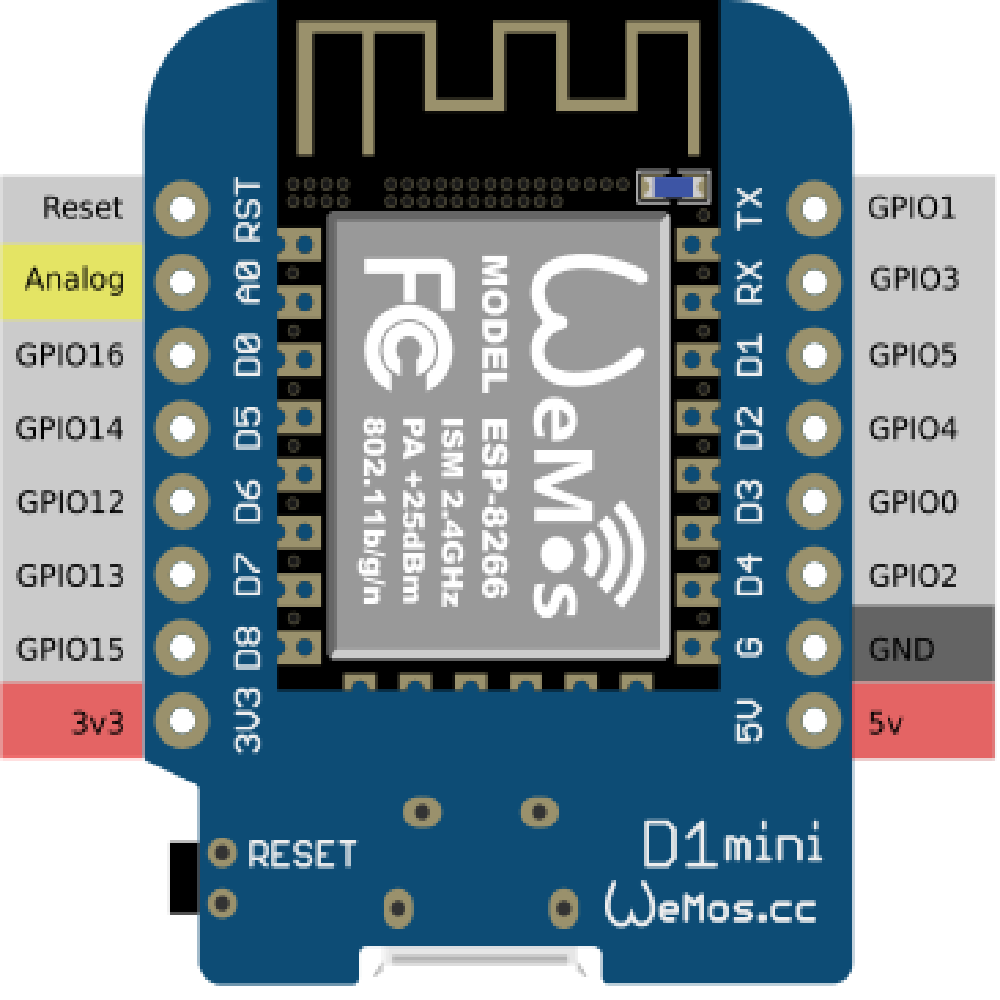 Reset RST TX GPIO1
Analog A0 RX GPIO3
GPIO16 D0 D1 GPIO5
GPIO14 D5 D2 GPIO4
GPIO12 D6 D3 GPIO0
GPIO13 D7 D4 GPIO2
GPIO15 D8 G GND
3v3 3V3 5V 5v
WeMos
MODEL ESP-8266
ISM 2.4GHz
PA +25dBm
802.11b/g/n
FC
RESET
D1mini
WeMos.cc